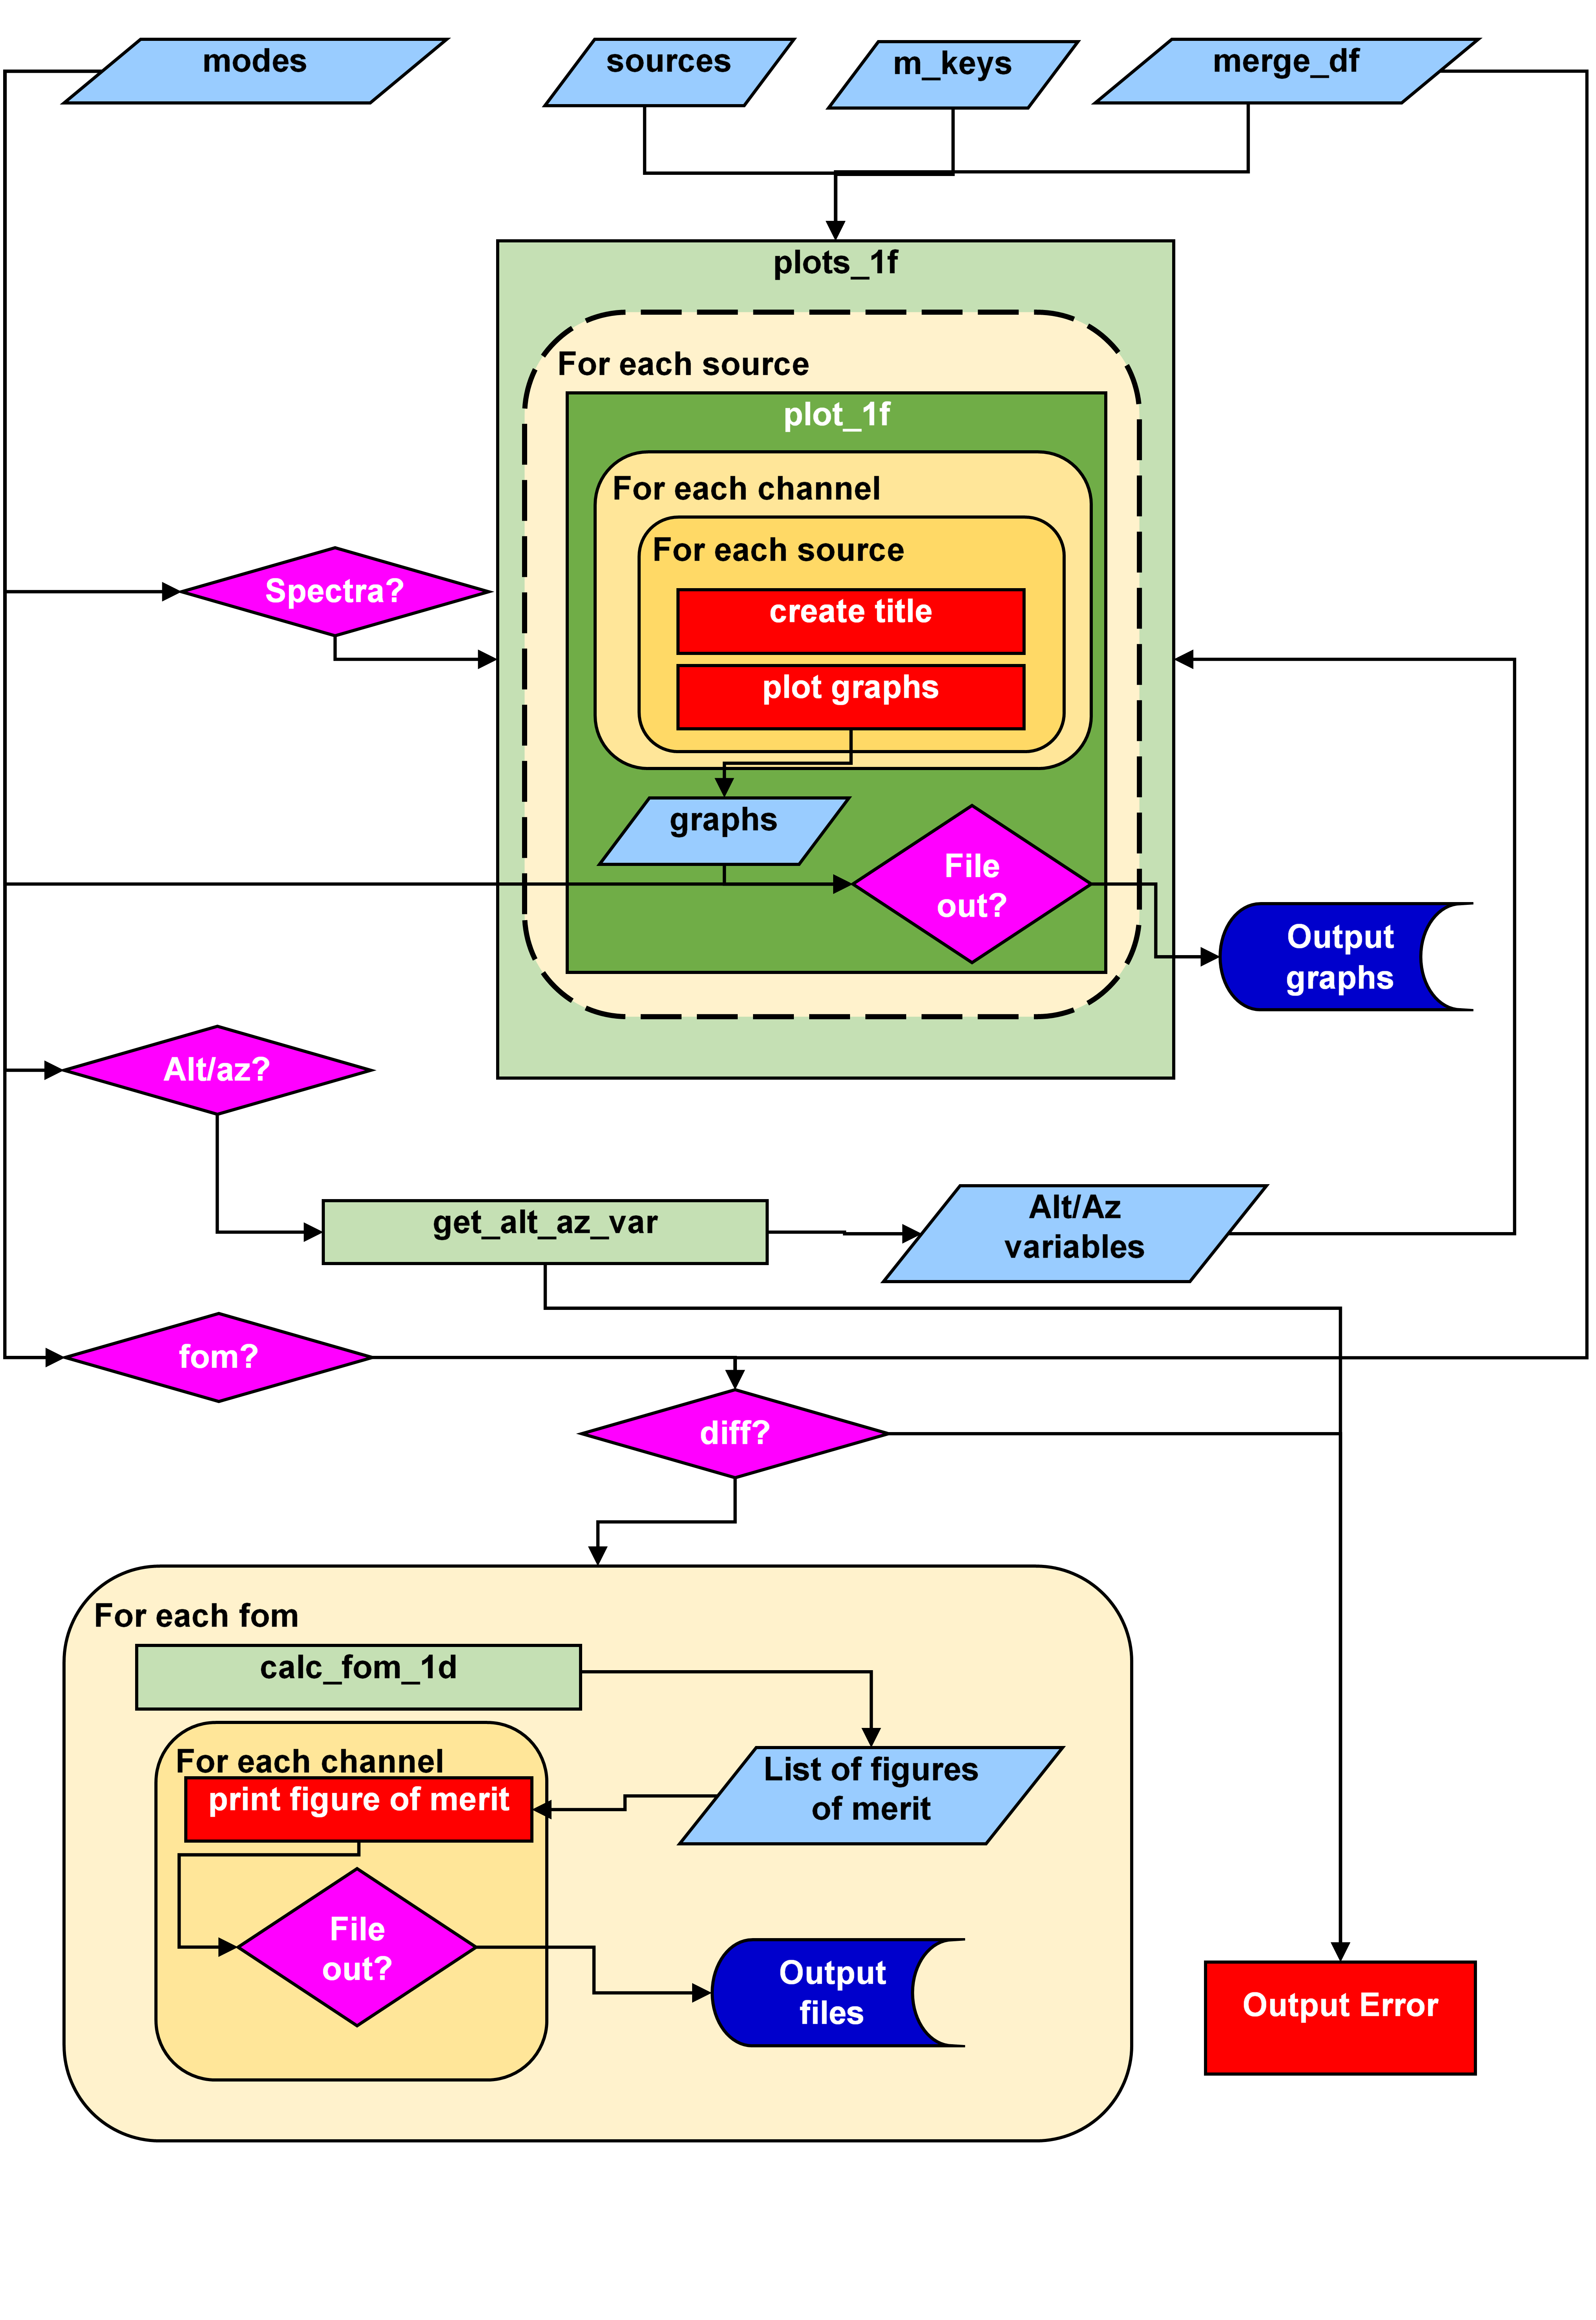 modes
sources
m_keys
merge_df
plots_1f
For each source
plot_1f
For each channel
For each source
Spectra?
create title
plot graphs
graphs
File
out?
Output
graphs
Alt/az?
get_alt_az_var
Alt/Az
variables
fom?
diff?
For each fom
calc_fom_1d
For each channel
List of figures
of merit
print figure of merit
File
out?
Output
files
Output Error